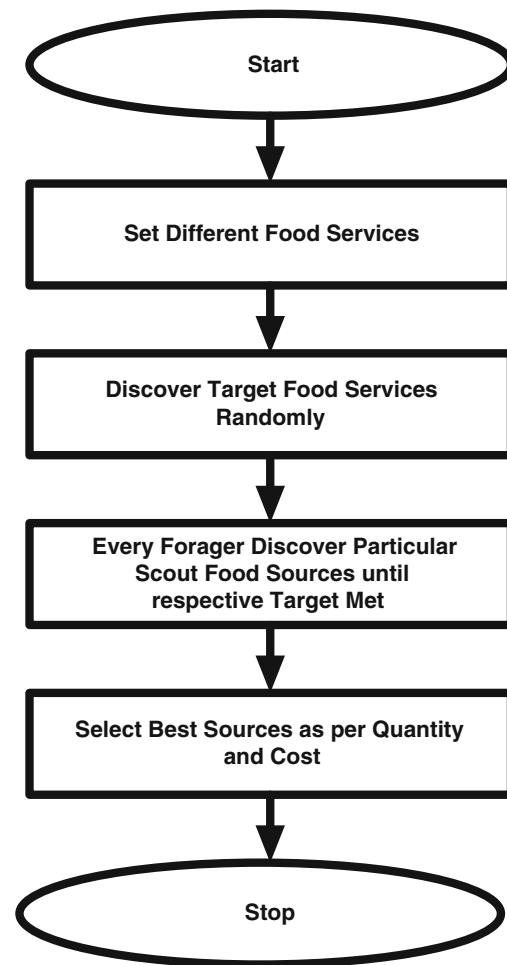 Start
Set Different Food Services
Discover Target Food Services
Randomly
Every Forager Discover Particular
Scout Food Sources until
respective Target Met
Select Best Sources as per Quantity
and Cost
Stop